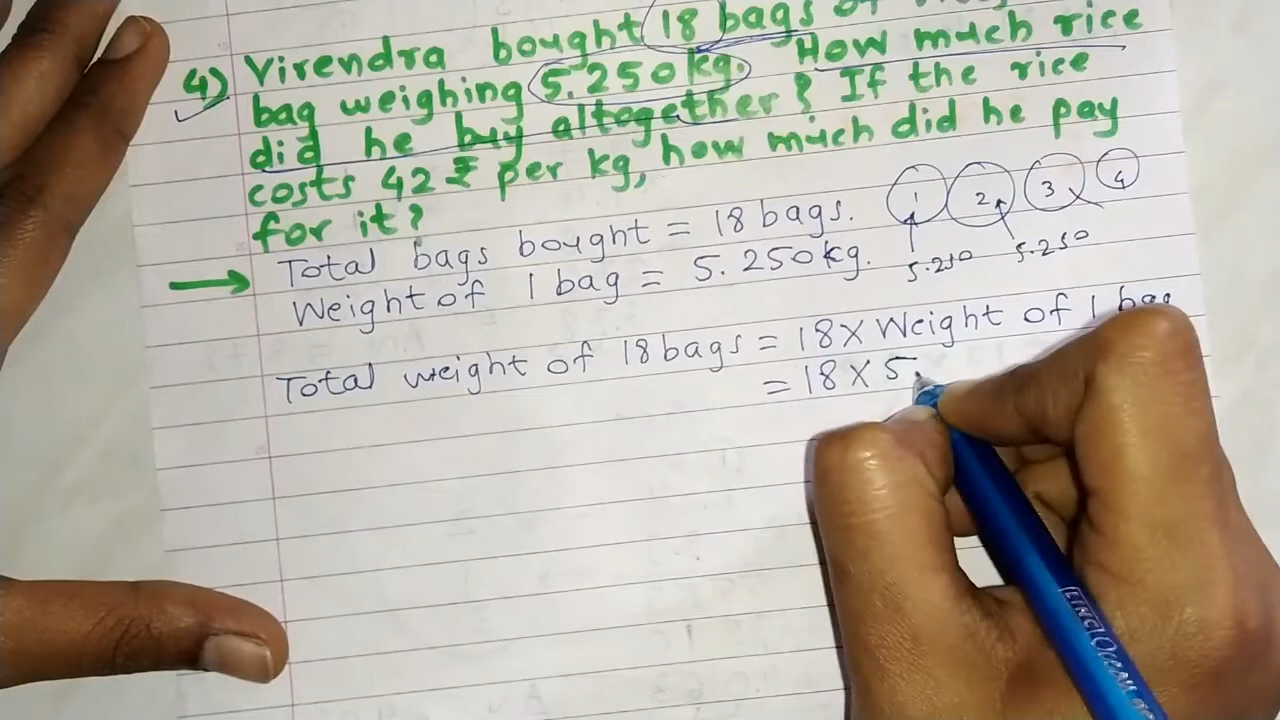 4) Virendra bought 18 bags of
bag weighing 5.250 kg. How much rice
did he buy altogether? If the rice
costs 42 ₹ per kg, how much did he pay
for it?
1 2 3 4
Total bags bought = 18 bags.
5.250 5.250
Weight of 1 bag = 5.250kg.
Total weight of 18 bags = 18 X Weight of 1 bag
= 18 X 5.